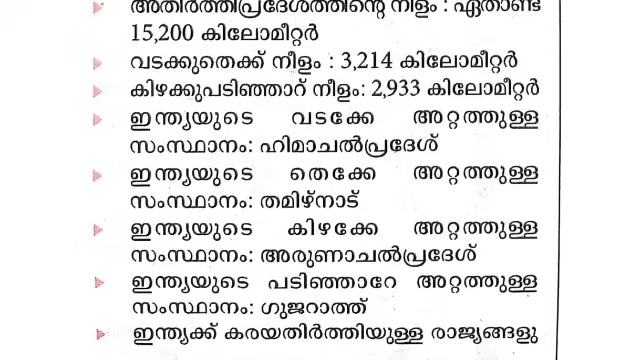 അതിർത്തിപ്രദേശത്തിന്റെ നീളം : ഏതാണ്ട്
15,200 കിലോമീറ്റർ
വടക്കുതെക്ക് നീളം : 3,214 കിലോമീറ്റർ
കിഴക്കുപടിഞ്ഞാറ് നീളം: 2,933 കിലോമീറ്റർ
ഇന്ത്യയുടെ വടക്കേ അറ്റത്തുള്ള
സംസ്ഥാനം: ഹിമാചൽപ്രദേശ്
ഇന്ത്യയുടെ തെക്കേ അറ്റത്തുള്ള
സംസ്ഥാനം: തമിഴ്നാട്
ഇന്ത്യയുടെ കിഴക്കേ അറ്റത്തുള്ള
സംസ്ഥാനം: അരുണാചൽപ്രദേശ്
ഇന്ത്യയുടെ പടിഞ്ഞാറേ അറ്റത്തുള്ള
സംസ്ഥാനം: ഗുജറാത്ത്
ഇന്ത്യക്ക് കരയതിർത്തിയുള്ള രാജ്യങ്ങളു